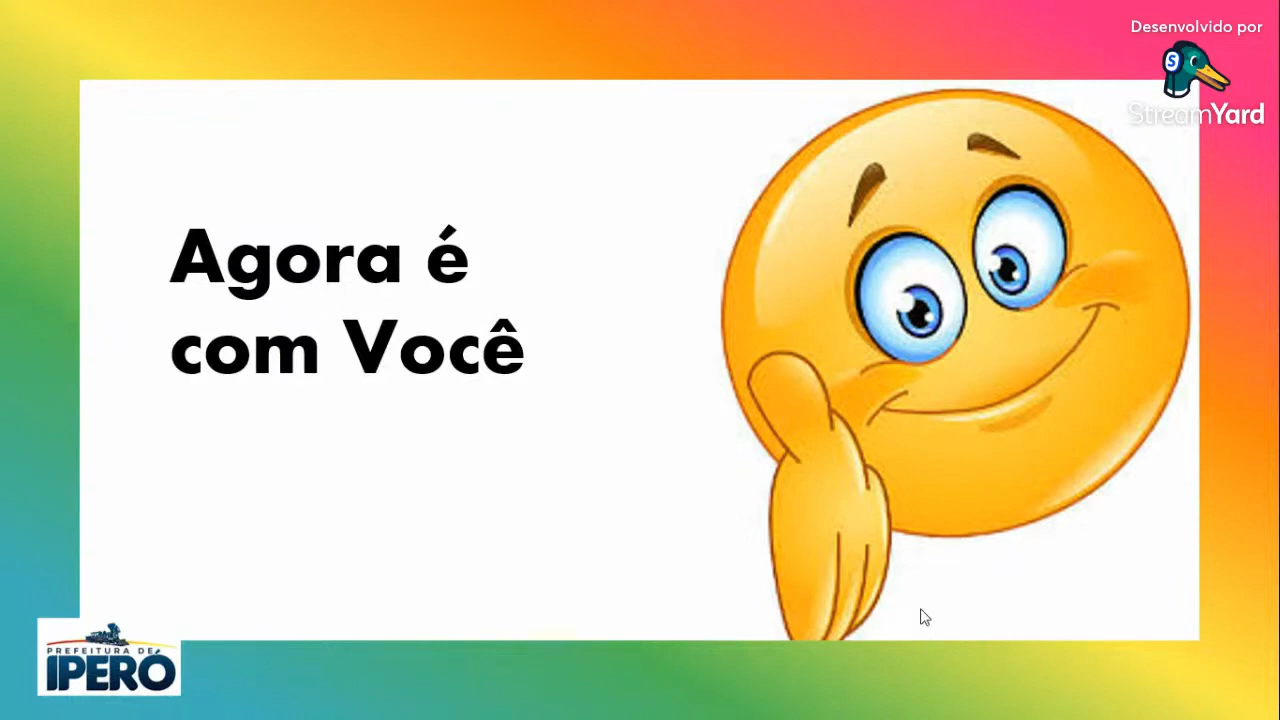 Desenvolvido por
S
StreamYard
Agora é
com Você
PREFEITURA DE
IPERÓ